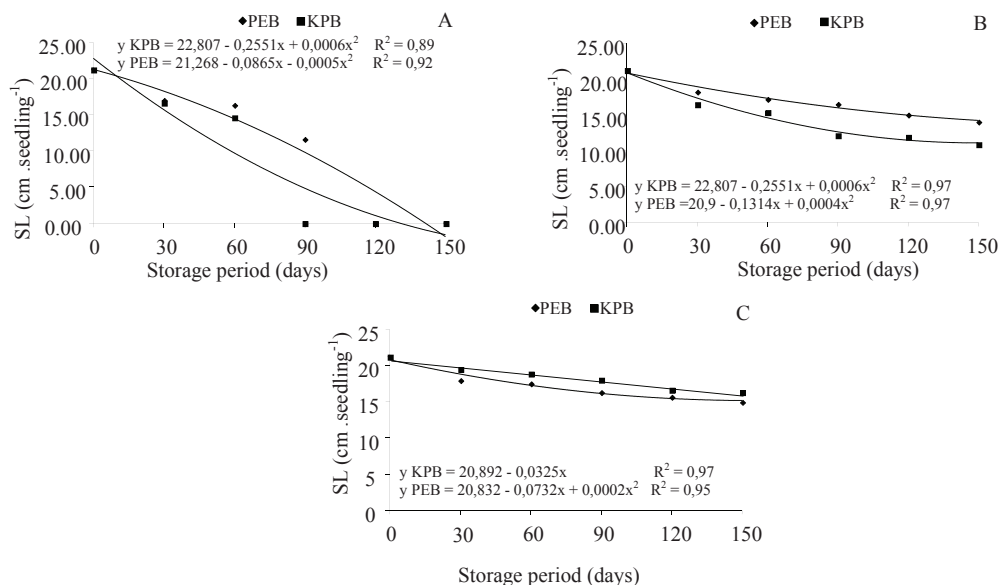 PEB KPB A
y KPB = 22,807 - 0,2551x + 0,0006x² R² = 0,89
y PEB = 21,268 - 0,0865x - 0,0005x² R² = 0,92
SL (cm .seedling⁻¹)
25.00
20.00
15.00
10.00
5.00
0.00
0 30 60 90 120 150
Storage period (days)
PEB KPB B
SL (cm .seedling⁻¹)
25.00
20.00
15.00
10.00
5.00
0.00
y KPB = 22,807 - 0,2551x + 0,0006x² R² = 0,97
y PEB =20,9 - 0,1314x + 0,0004x² R² = 0,97
0 30 60 90 120 150
Storage period (days)
PEB KPB C
SL (cm .seedling⁻¹)
25
20
15
10
5
0
y KPB = 20,892 - 0,0325x R² = 0,97
y PEB = 20,832 - 0,0732x + 0,0002x² R² = 0,95
0 30 60 90 120 150
Storage period (days)